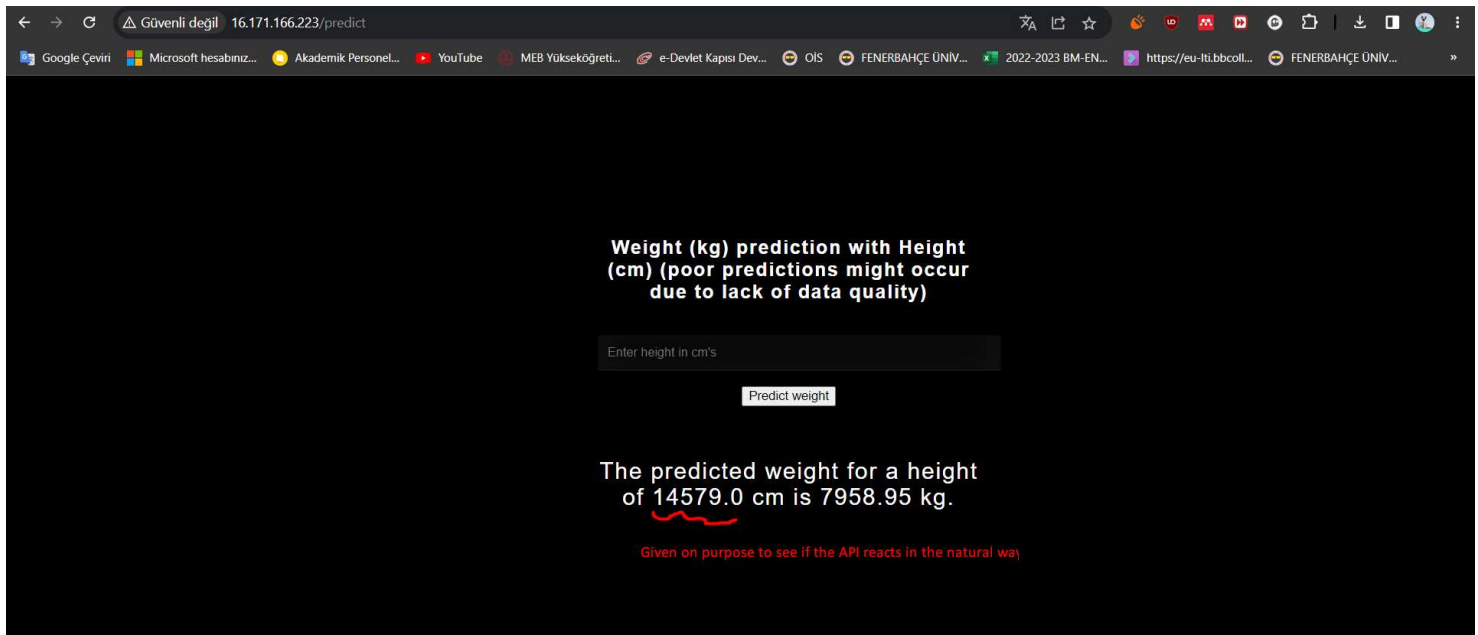 Güvenli değil 16.171.166.223/predict
Google Çeviri Microsoft hesabınız... Akademik Personel... YouTube MEB Yükseköğreti... e-Devlet Kapısı Dev... OİS FENERBAHÇE ÜNİV... 2022-2023 BM-EN... https://eu-lti.bbcoll... FENERBAHÇE ÜNİV... »
Weight (kg) prediction with Height
(cm) (poor predictions might occur
due to lack of data quality)
Enter height in cm's
Predict weight
The predicted weight for a height
of 14579.0 cm is 7958.95 kg.
Given on purpose to see if the API reacts in the natural way